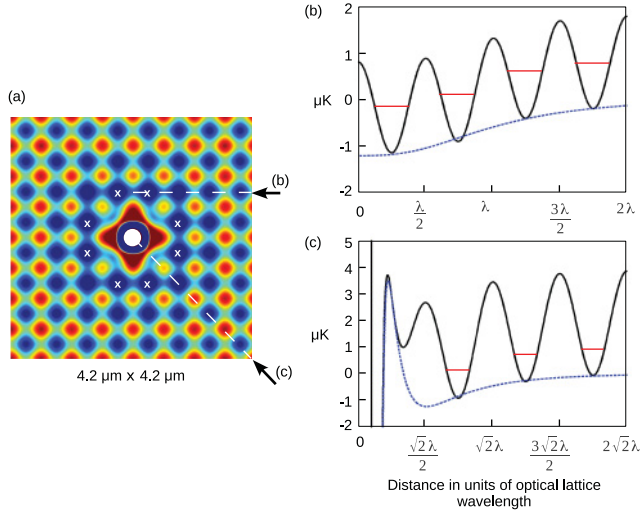 (a)
x x
x x
x x
x x
(b)
(c)
4.2 μm x 4.2 μm
(b)
2
1
μK
0
-1
-2
0 λ/2 λ 3λ/2 2λ
(c)
5
4
3
μK
2
1
0
-1
-2
0 √2λ/2 √2λ 3√2λ/2 2√2λ
Distance in units of optical lattice
wavelength